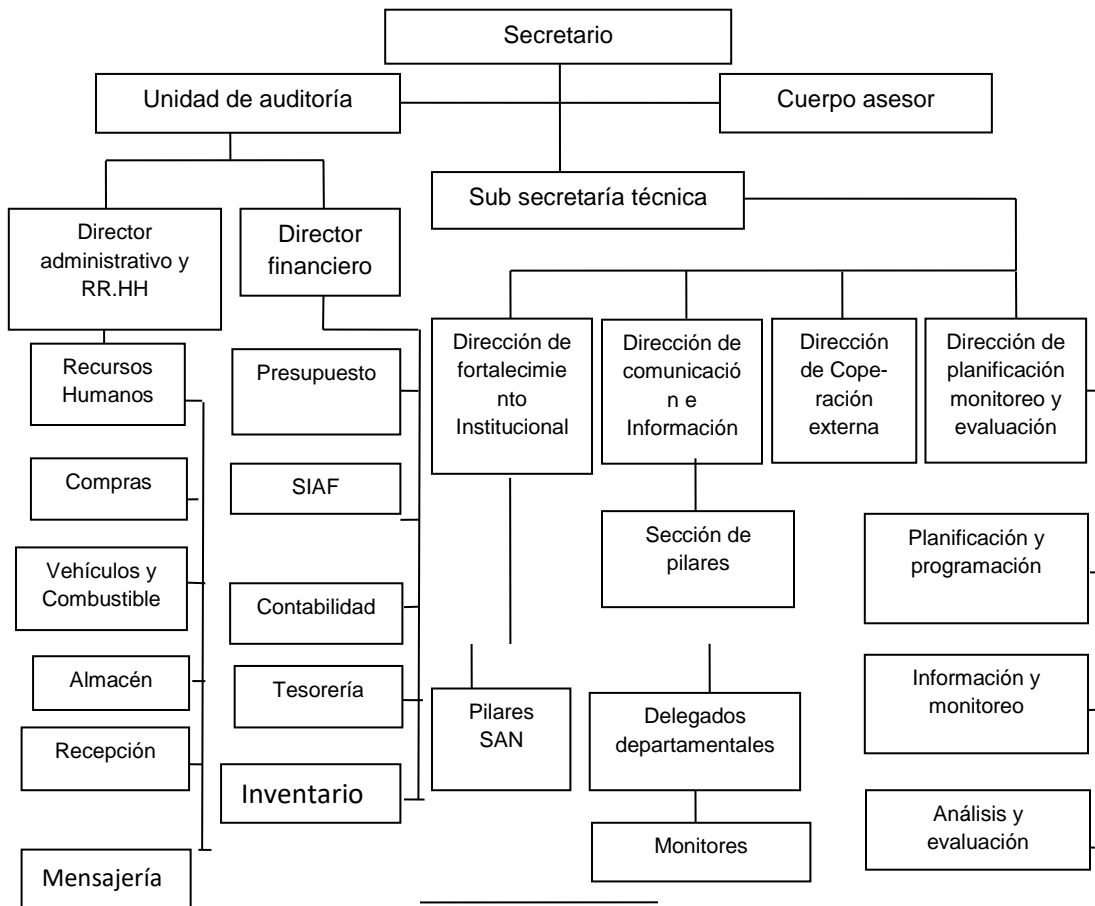 Secretario
Unidad de auditoría
Cuerpo asesor
Sub secretaría técnica
Director
administrativo y
RR.HH
Director
financiero
Recursos
Humanos
Compras
Vehículos y
Combustible
Almacén
Recepción
Mensajería
Presupuesto
SIAF
Contabilidad
Tesorería
Inventario
Dirección de
fortalecimie
nto
Institucional
Pilares
SAN
Dirección de
comunicació
n e
Información
Sección de
pilares
Delegados
departamentales
Monitores
Dirección
de Cope-
ración
externa
Dirección de
planificación
monitoreo y
evaluación
Planificación y
programación
Información y
monitoreo
Análisis y
evaluación